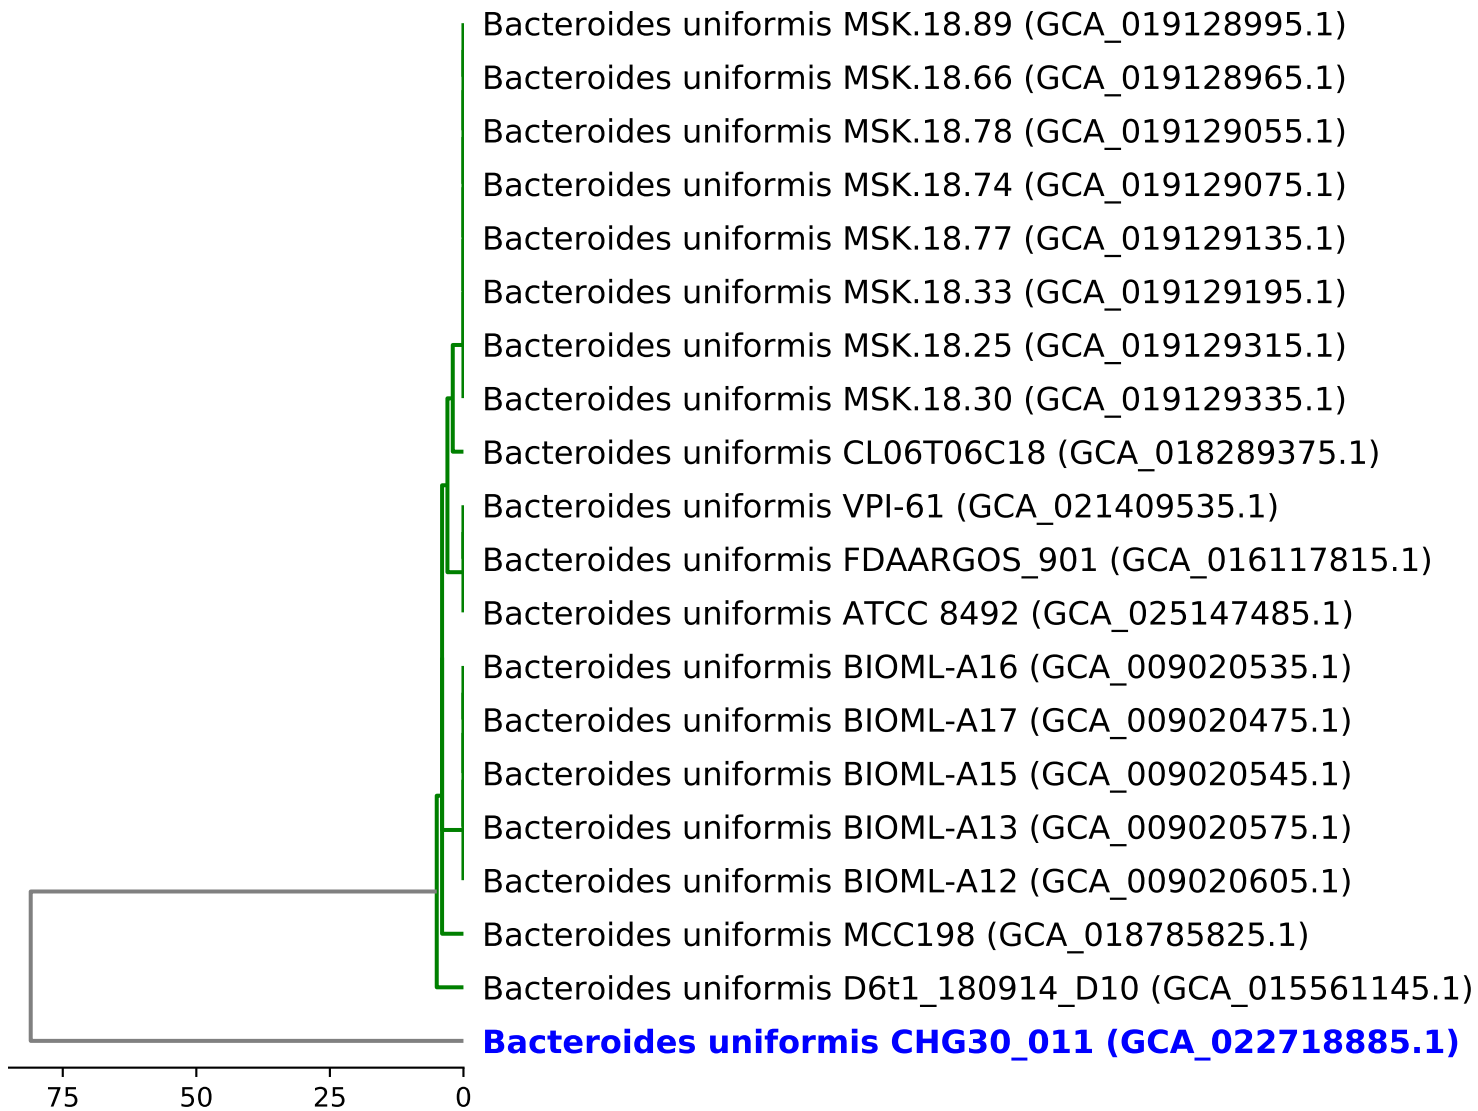 Bacteroides uniformis MSK.18.89 (GCA_019128995.1)
Bacteroides uniformis MSK.18.66 (GCA_019128965.1)
Bacteroides uniformis MSK.18.78 (GCA_019129055.1)
Bacteroides uniformis MSK.18.74 (GCA_019129075.1)
Bacteroides uniformis MSK.18.77 (GCA_019129135.1)
Bacteroides uniformis MSK.18.33 (GCA_019129195.1)
Bacteroides uniformis MSK.18.25 (GCA_019129315.1)
Bacteroides uniformis MSK.18.30 (GCA_019129335.1)
Bacteroides uniformis CL06T06C18 (GCA_018289375.1)
Bacteroides uniformis VPI-61 (GCA_021409535.1)
Bacteroides uniformis FDAARGOS_901 (GCA_016117815.1)
Bacteroides uniformis ATCC 8492 (GCA_025147485.1)
Bacteroides uniformis BIOML-A16 (GCA_009020535.1)
Bacteroides uniformis BIOML-A17 (GCA_009020475.1)
Bacteroides uniformis BIOML-A15 (GCA_009020545.1)
Bacteroides uniformis BIOML-A13 (GCA_009020575.1)
Bacteroides uniformis BIOML-A12 (GCA_009020605.1)
Bacteroides uniformis MCC198 (GCA_018785825.1)
Bacteroides uniformis D6t1_180914_D10 (GCA_015561145.1)
Bacteroides uniformis CHG30_011 (GCA_022718885.1)
75 50 25 0